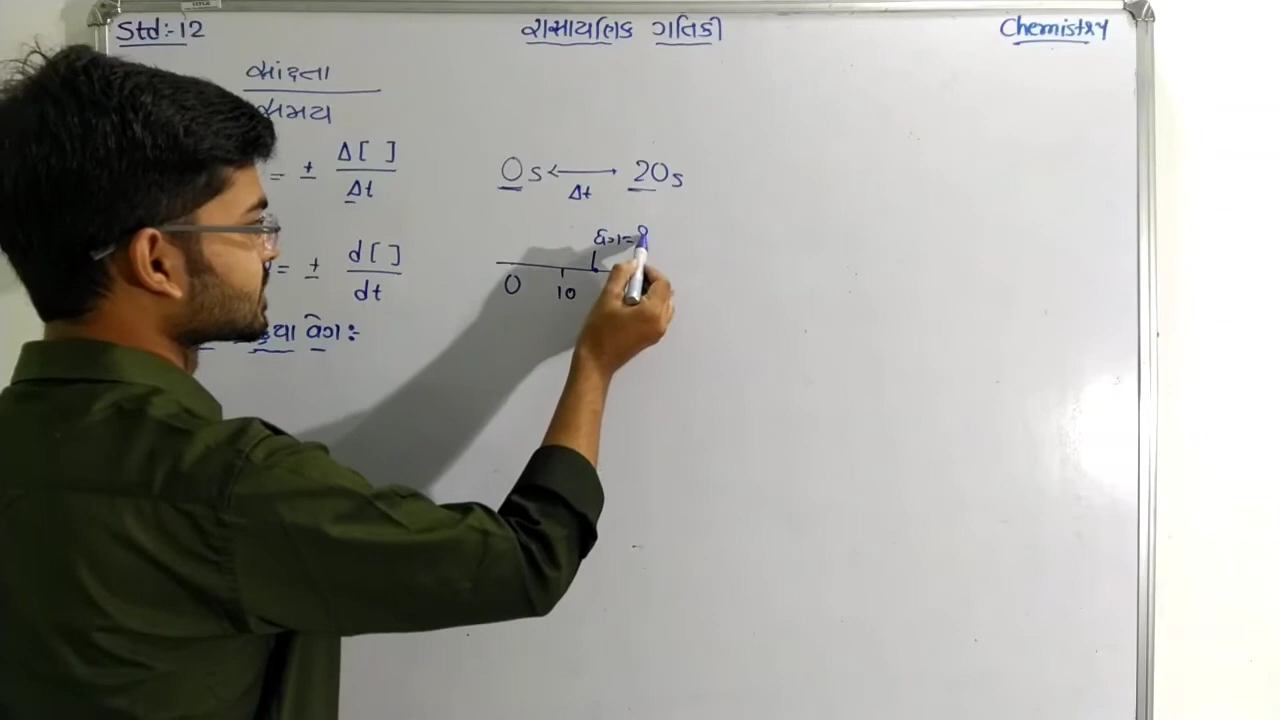 Std:-12
રાસાયણિક ગતિકી
Chemistry
સાંદ્રતા
સમય
= ± Δ[ ]
Δt
0s ⟷ 20s
Δt
= ± d[ ]
dt
વેગ=
0 10
વેગ :-